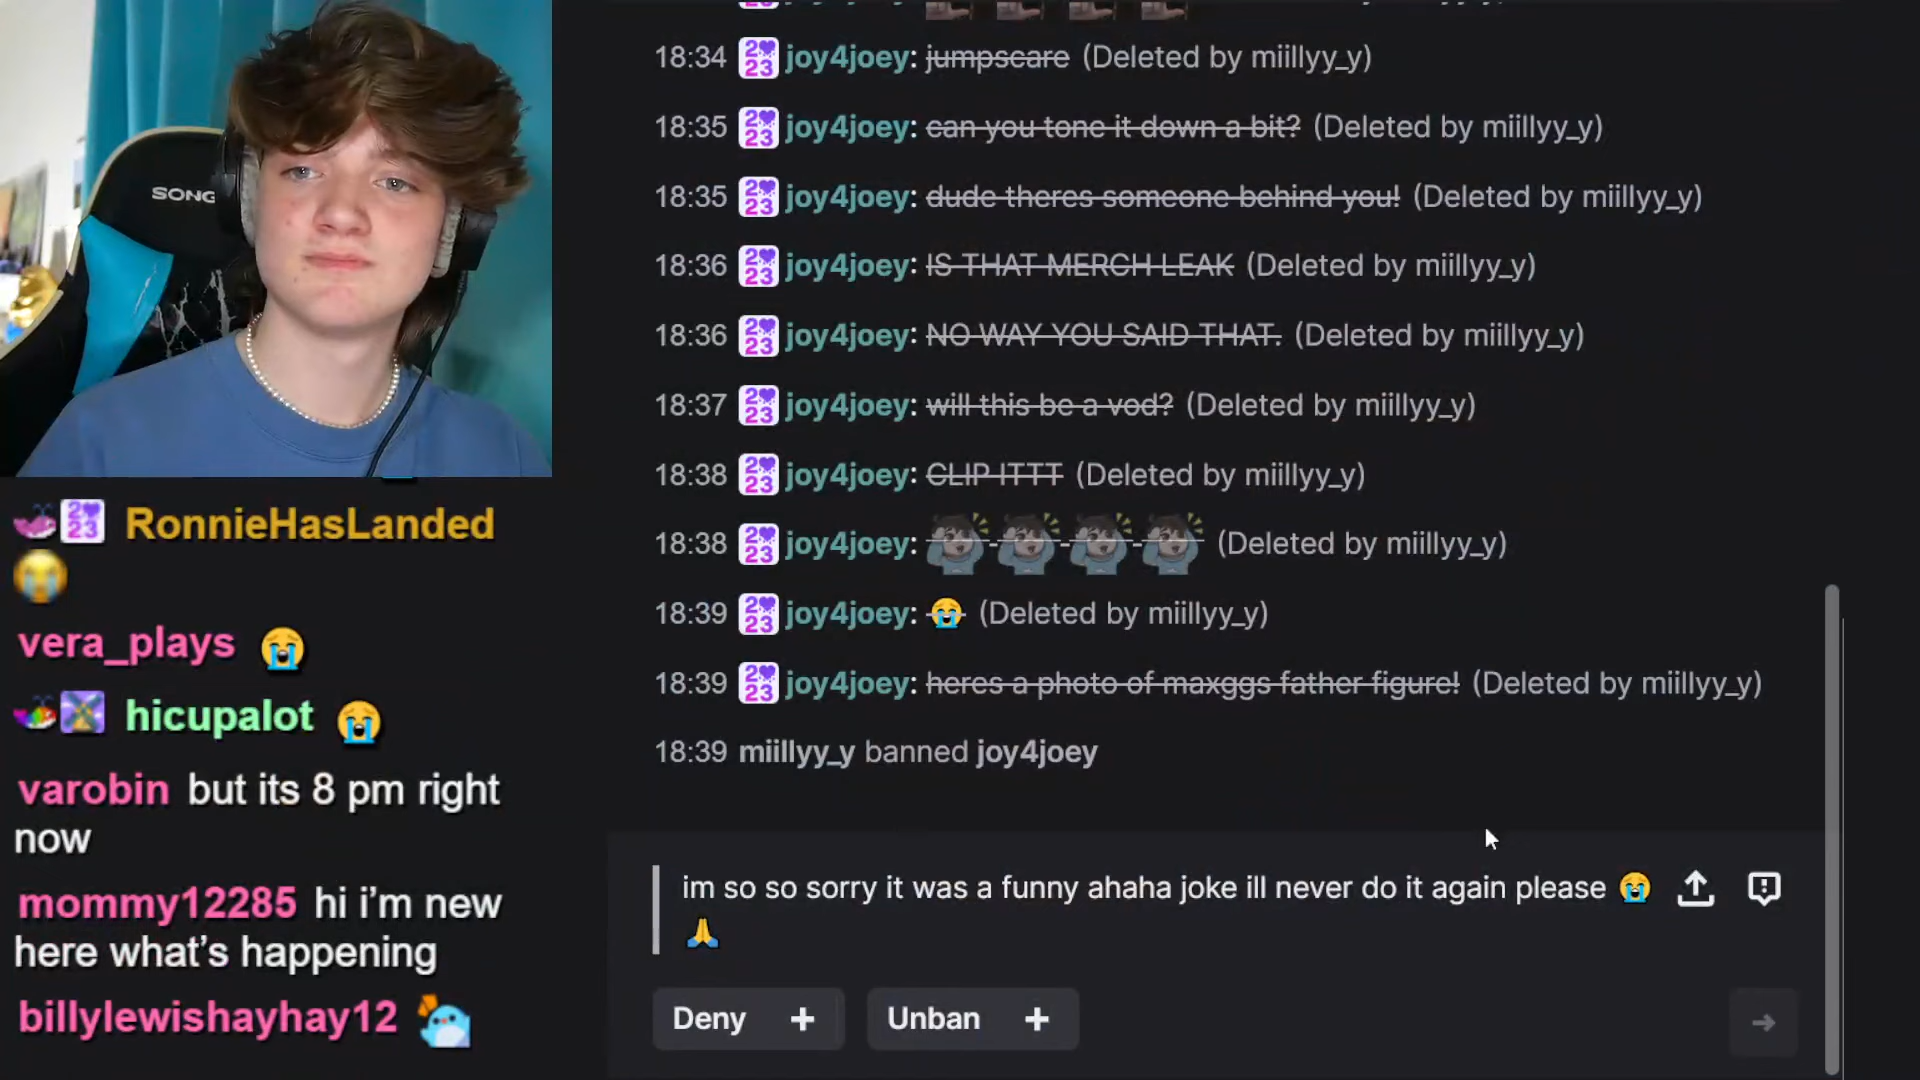 SONG
18:34 joy4joey: jumpscare (Deleted by miillyy_y)
18:35 joy4joey: can you tone it down a bit? (Deleted by miillyy_y)
18:35 joy4joey: dude theres someone behind you! (Deleted by miillyy_y)
18:36 joy4joey: IS THAT MERCH LEAK (Deleted by miillyy_y)
18:36 joy4joey: NO WAY YOU SAID THAT. (Deleted by miillyy_y)
18:37 joy4joey: will this be a vod? (Deleted by miillyy_y)
18:38 joy4joey: CLIP ITTT (Deleted by miillyy_y)
18:38 joy4joey: (Deleted by miillyy_y)
18:39 joy4joey: 😭 (Deleted by miillyy_y)
18:39 joy4joey: heres a photo of maxggs father figure! (Deleted by miillyy_y)
18:39 miillyy_y banned joy4joey
im so so sorry it was a funny ahaha joke ill never do it again please 😭
🙏
Deny +
Unban +
RonnieHasLanded
😭
vera_plays 😭
hicupalot 😭
varobin but its 8 pm right
now
mommy12285 hi i’m new
here what’s happening
billylewishayhay12